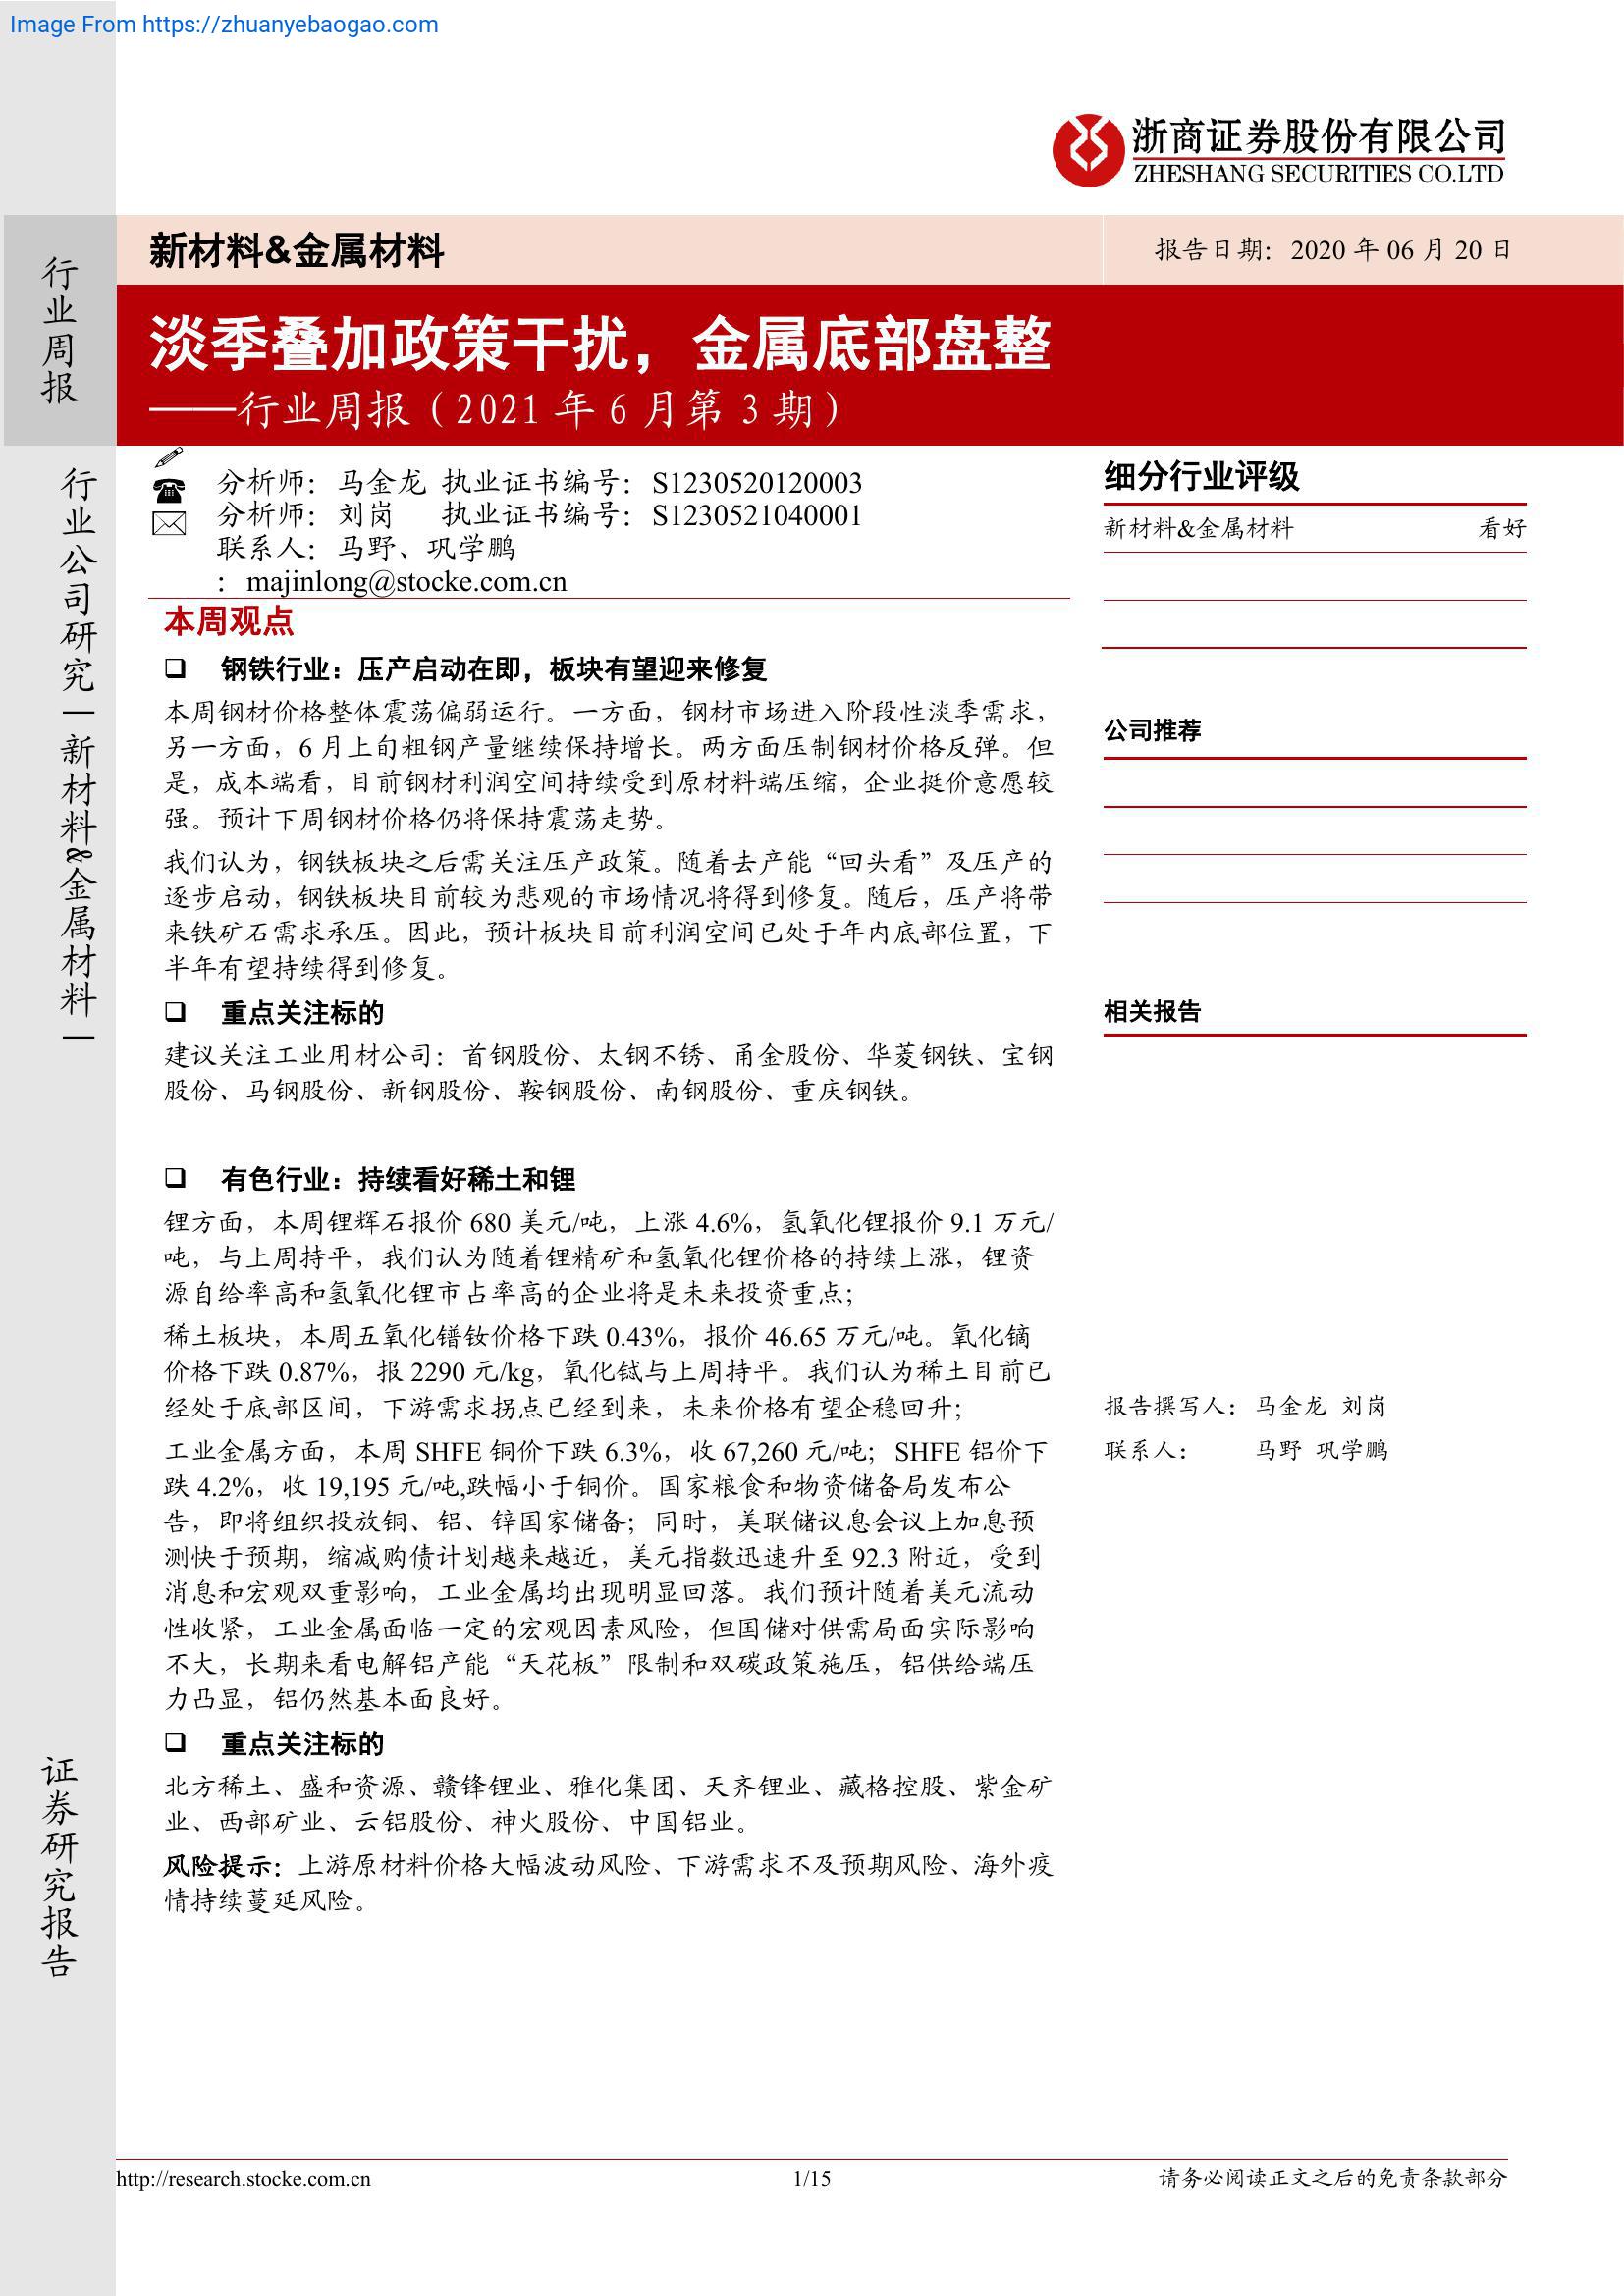 Image From https://zhuanyebaogao.com
浙商证券股份有限公司
ZHESHANG SECURITIES CO.LTD
行业周报
新材料&金属材料
报告日期：2020 年 06 月 20 日
淡季叠加政策干扰，金属底部盘整
——行业周报（2021 年 6 月第 3 期）
行业公司研究|新材料&金属材料|
分析师：马金龙 执业证书编号：S1230520120003
分析师：刘岗 执业证书编号：S1230521040001
联系人：马野、巩学鹏
：majinlong@stocke.com.cn
本周观点
❑ 钢铁行业：压产启动在即，板块有望迎来修复
本周钢材价格整体震荡偏弱运行。一方面，钢材市场进入阶段性淡季需求，
另一方面，6 月上旬粗钢产量继续保持增长。两方面压制钢材价格反弹。但
是，成本端看，目前钢材利润空间持续受到原材料端压缩，企业挺价意愿较
强。预计下周钢材价格仍将保持震荡走势。
我们认为，钢铁板块之后需关注压产政策。随着去产能“回头看”及压产的
逐步启动，钢铁板块目前较为悲观的市场情况将得到修复。随后，压产将带
来铁矿石需求承压。因此，预计板块目前利润空间已处于年内底部位置，下
半年有望持续得到修复。
❑ 重点关注标的
建议关注工业用材公司：首钢股份、太钢不锈、甬金股份、华菱钢铁、宝钢
股份、马钢股份、新钢股份、鞍钢股份、南钢股份、重庆钢铁。
❑ 有色行业：持续看好稀土和锂
锂方面，本周锂辉石报价 680 美元/吨，上涨 4.6%，氢氧化锂报价 9.1 万元/
吨，与上周持平，我们认为随着锂精矿和氢氧化锂价格的持续上涨，锂资
源自给率高和氢氧化锂市占率高的企业将是未来投资重点；
稀土板块，本周五氧化镨钕价格下跌 0.43%，报价 46.65 万元/吨。氧化镝
价格下跌 0.87%，报 2290 元/kg，氧化铽与上周持平。我们认为稀土目前已
经处于底部区间，下游需求拐点已经到来，未来价格有望企稳回升；
工业金属方面，本周 SHFE 铜价下跌 6.3%，收 67,260 元/吨；SHFE 铝价下
跌 4.2%，收 19,195 元/吨,跌幅小于铜价。国家粮食和物资储备局发布公
告，即将组织投放铜、铝、锌国家储备；同时，美联储议息会议上加息预
测快于预期，缩减购债计划越来越近，美元指数迅速升至 92.3 附近，受到
消息和宏观双重影响，工业金属均出现明显回落。我们预计随着美元流动
性收紧，工业金属面临一定的宏观因素风险，但国储对供需局面实际影响
不大，长期来看电解铝产能“天花板”限制和双碳政策施压，铝供给端压
力凸显，铝仍然基本面良好。
❑ 重点关注标的
北方稀土、盛和资源、赣锋锂业、雅化集团、天齐锂业、藏格控股、紫金矿
业、西部矿业、云铝股份、神火股份、中国铝业。
风险提示：上游原材料价格大幅波动风险、下游需求不及预期风险、海外疫
情持续蔓延风险。
细分行业评级
新材料&金属材料 看好
公司推荐
相关报告
报告撰写人：马金龙 刘岗
联系人： 马野 巩学鹏
证券研究报告
http://research.stocke.com.cn
1/15
请务必阅读正文之后的免责条款部分